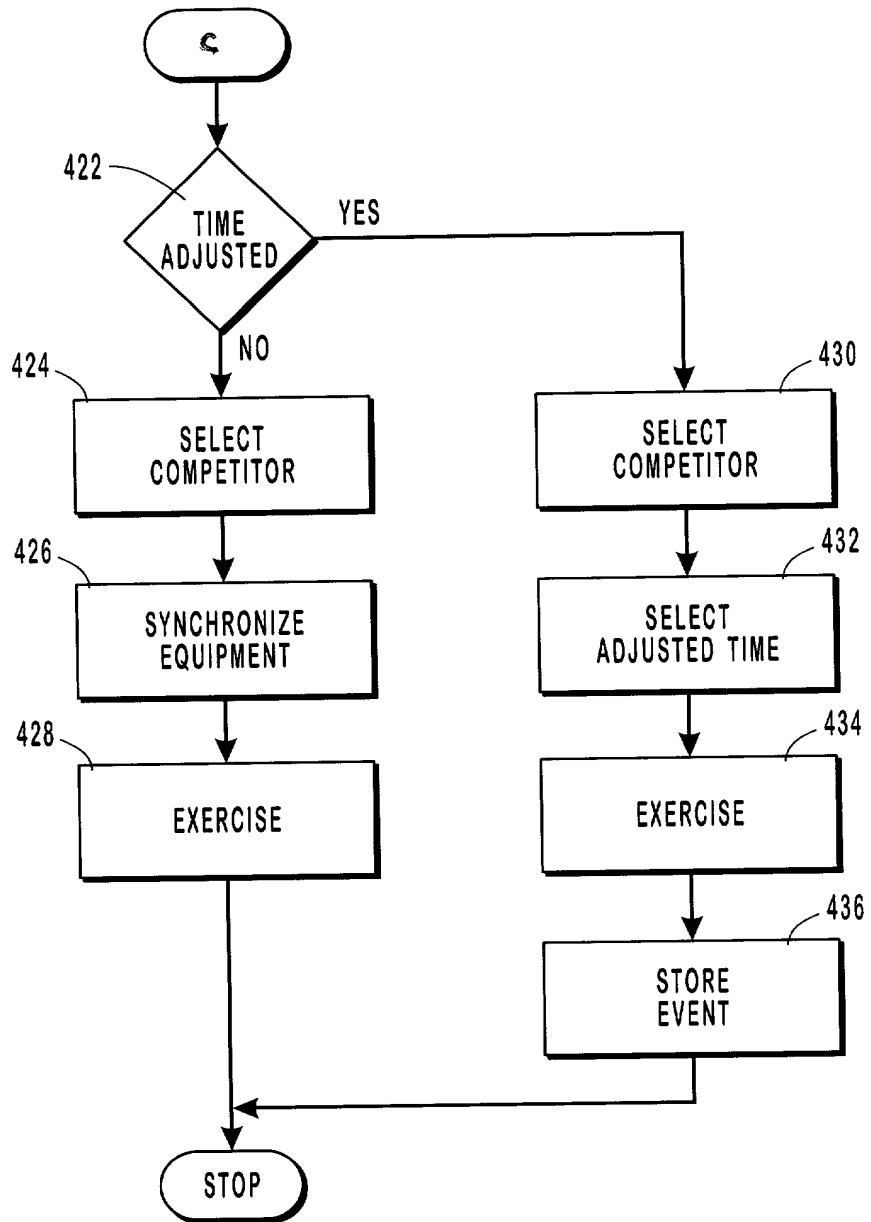 C
422
TIME
ADJUSTED
YES
NO
424
SELECT
COMPETITOR
426
SYNCHRONIZE
EQUIPMENT
428
EXERCISE
430
SELECT
COMPETITOR
432
SELECT
ADJUSTED TIME
434
EXERCISE
436
STORE
EVENT
STOP